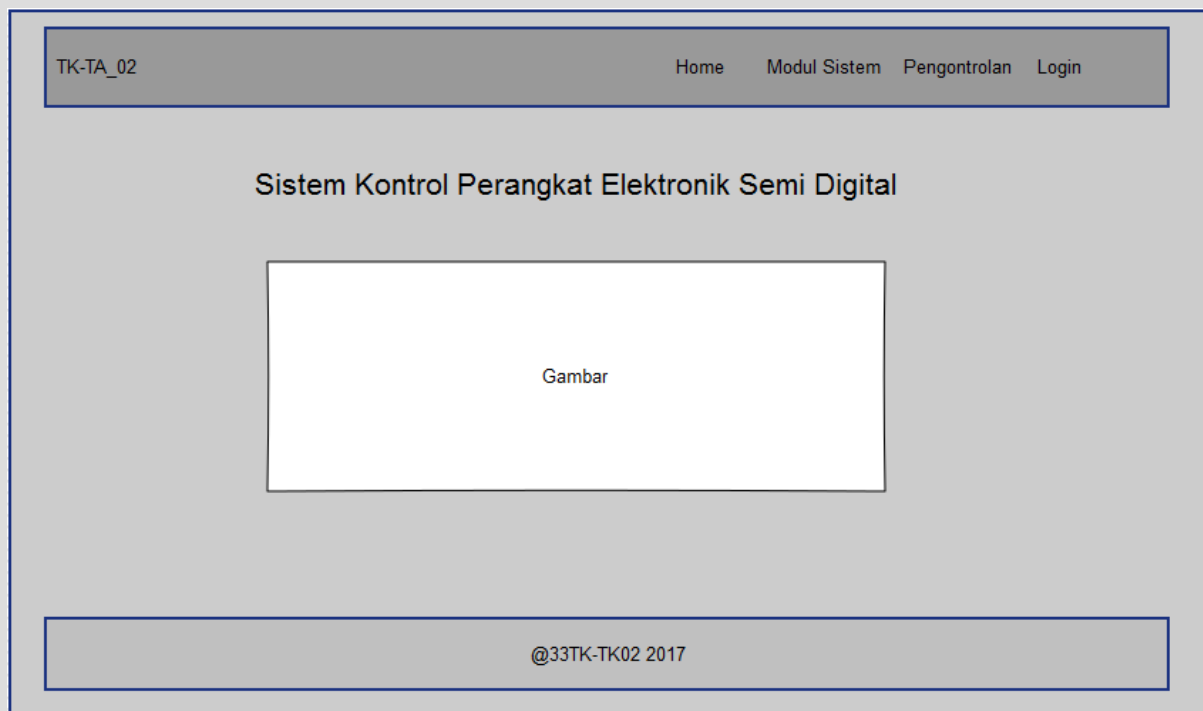 TK-TA_02 Home Modul Sistem Pengontrolan Login
Sistem Kontrol Perangkat Elektronik Semi Digital
Gambar
@33TK-TK02 2017